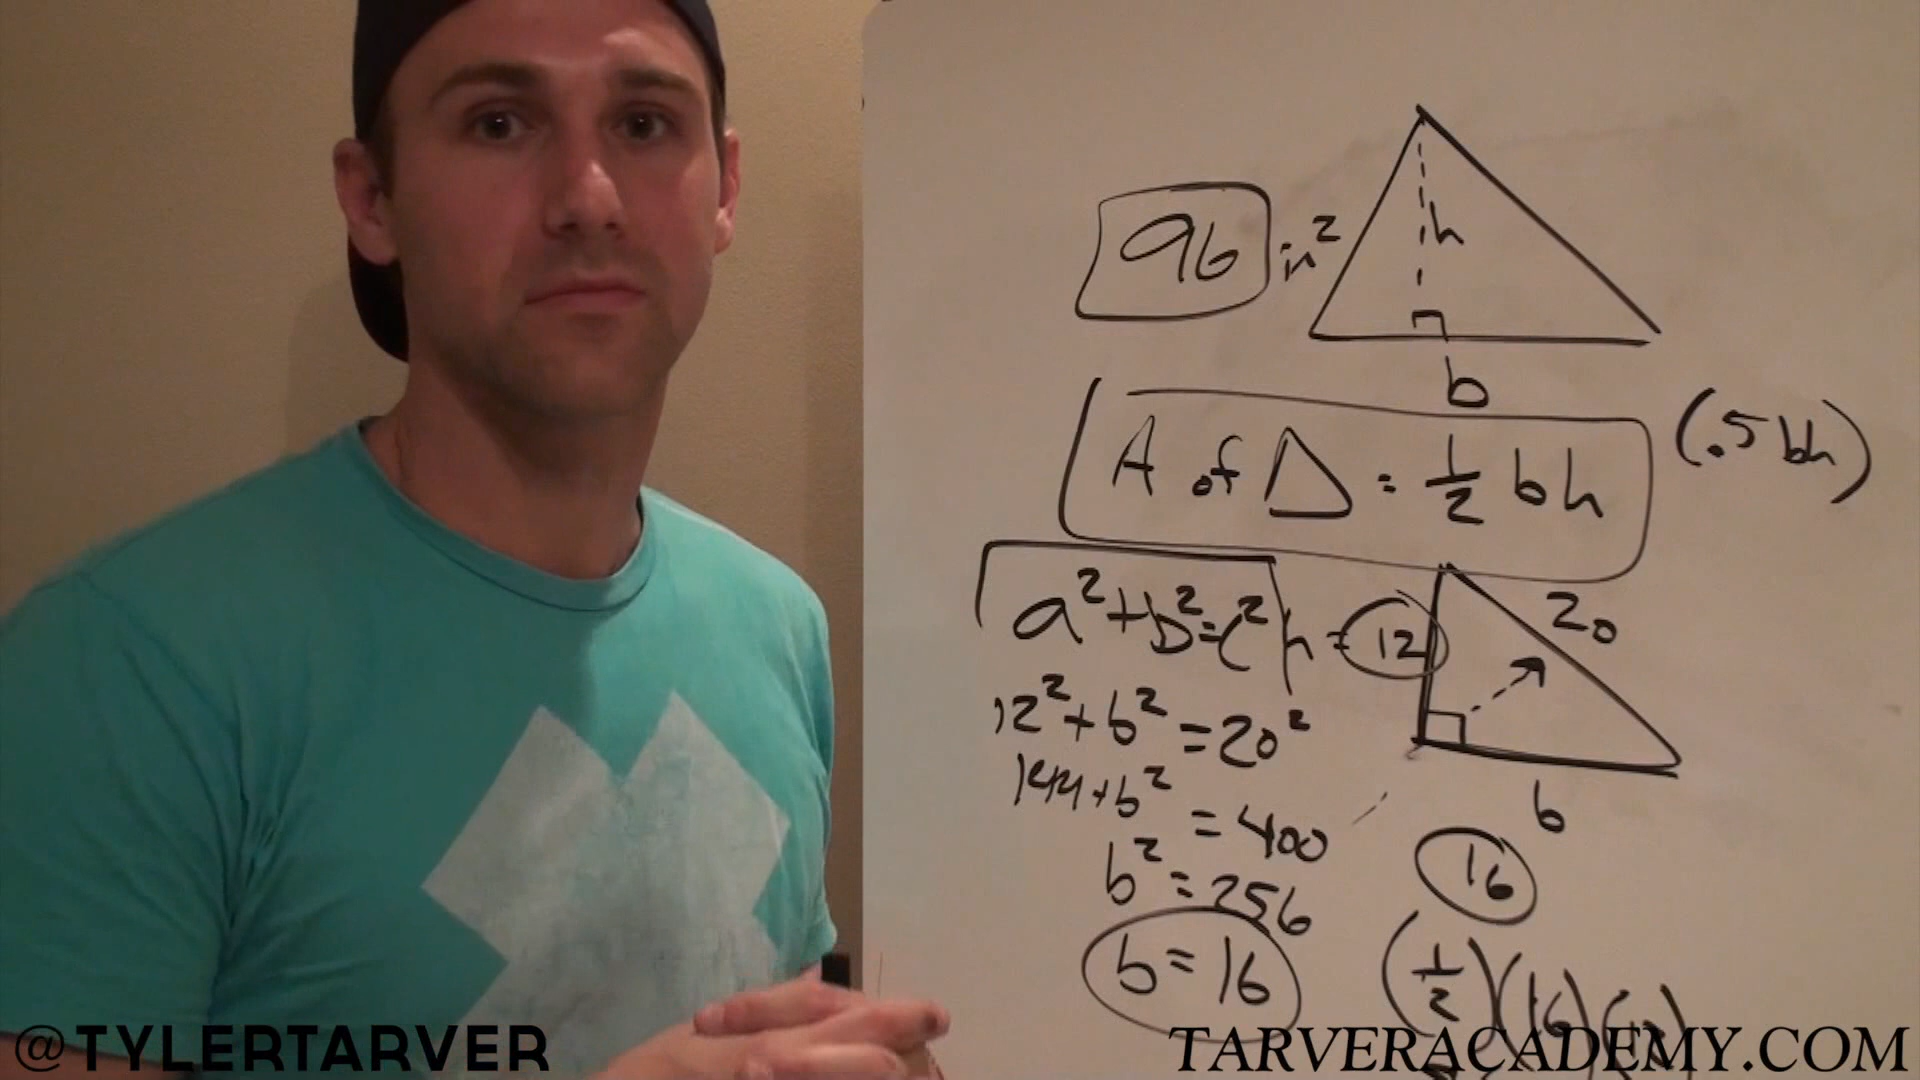 96 in²
h
b
A of Δ = 1/2 bh
(.5 bh)
a² + b² = c²
h = 12
20
12² + b² = 20²
144 + b² = 400
b
b² = 256
16
b = 16
(1/2)(16)(12)
@TYLERTARVER
TARVERACADEMY.COM